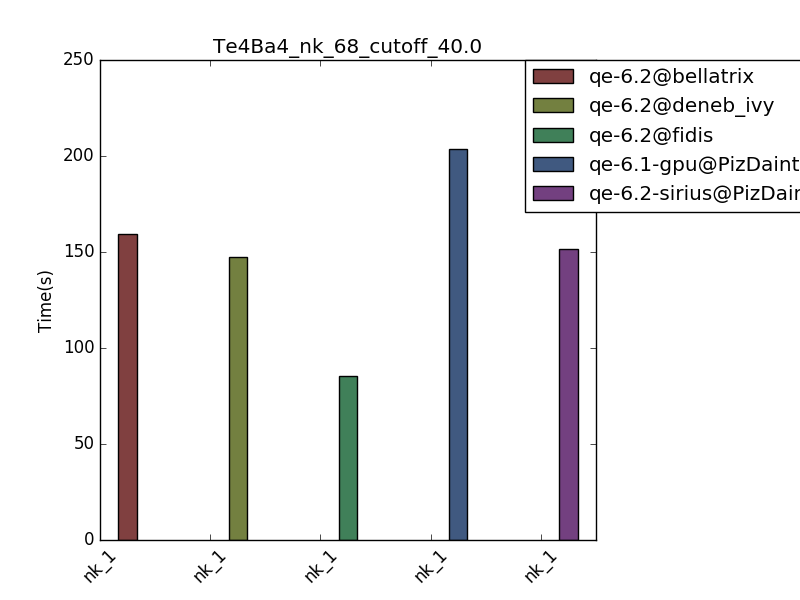 Te4Ba4_nk_68_cutoff_40.0
250
200
150
100
50
0
Time(s)
nk_1
nk_1
nk_1
nk_1
nk_1
qe-6.2@bellatrix
qe-6.2@deneb_ivy
qe-6.2@fidis
qe-6.1-gpu@PizDaint
qe-6.2-sirius@PizDai